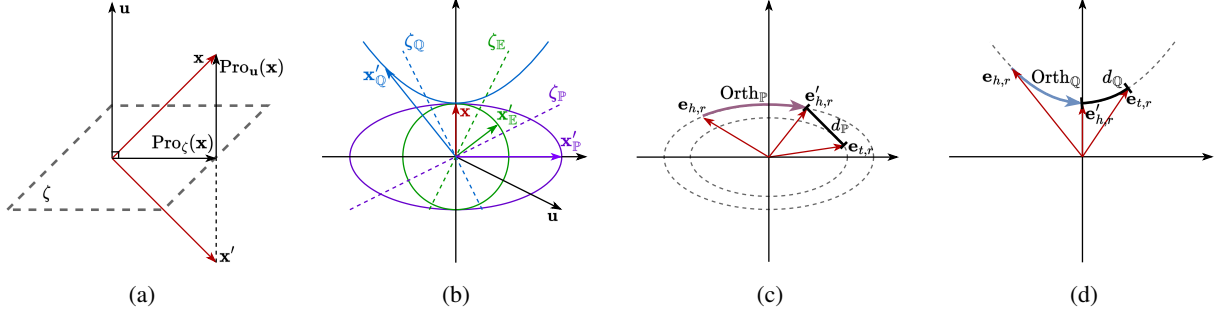 u
x
Pro_u(x)
Pro_ζ(x)
ζ
x′
(a)
ζ_ℚ
ζ_𝔼
x′_ℚ
ζ_ℙ
x
x′_𝔼
x′_ℙ
u
(b)
Orth_ℙ
e_{h,r}
e′_{h,r}
d_ℙ
e_{t,r}
(c)
e_{h,r}
Orth_ℚ
d_ℚ
e′_{h,r}
e_{t,r}
(d)